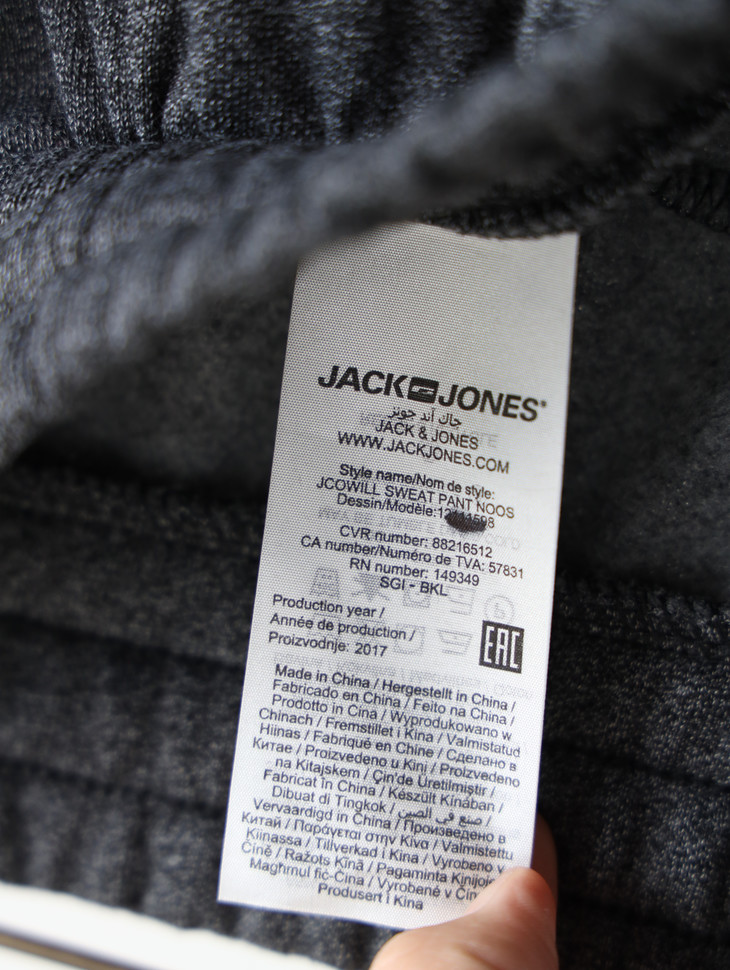 JACK JONES®
جاك أند جونز
JACK & JONES
WWW.JACKJONES.COM
Style name/Nom de style:
JCOWILL SWEAT PANT NOOS
Dessin/Modèle:
CVR number: 88216512
CA number/Numéro de TVA: 57831
RN number: 149349
SGI - BKL
Production year /
Année de production /
Proizvodnje: 2017
EAC
Made in China / Hergestellt in China /
Fabricado en China / Feito na China /
Prodotto in Cina / Wyprodukowano w
Chinach / Fremstillet i Kina / Valmistatud
Hiinas / Fabriqué en Chine / Сделано в
Китае / Proizvedeno u Kini / Proizvedeno
na Kitajskem / Çin'de Üretilmiştir /
Fabricat în China / Készült Kínában /
Dibuat di Tingkok / صنع في الصين /
Vervaardigd in China / Произведено в
Китай / Παράγεται στην Κίνα / Valmistettu
Kiinassa / Tillverkad i Kina / Vyrobeno v
Číně / Ražots Ķīnā / Pagaminta
Magħmul fiċ-Ċina / Vyrobené v
Produsert i Kina